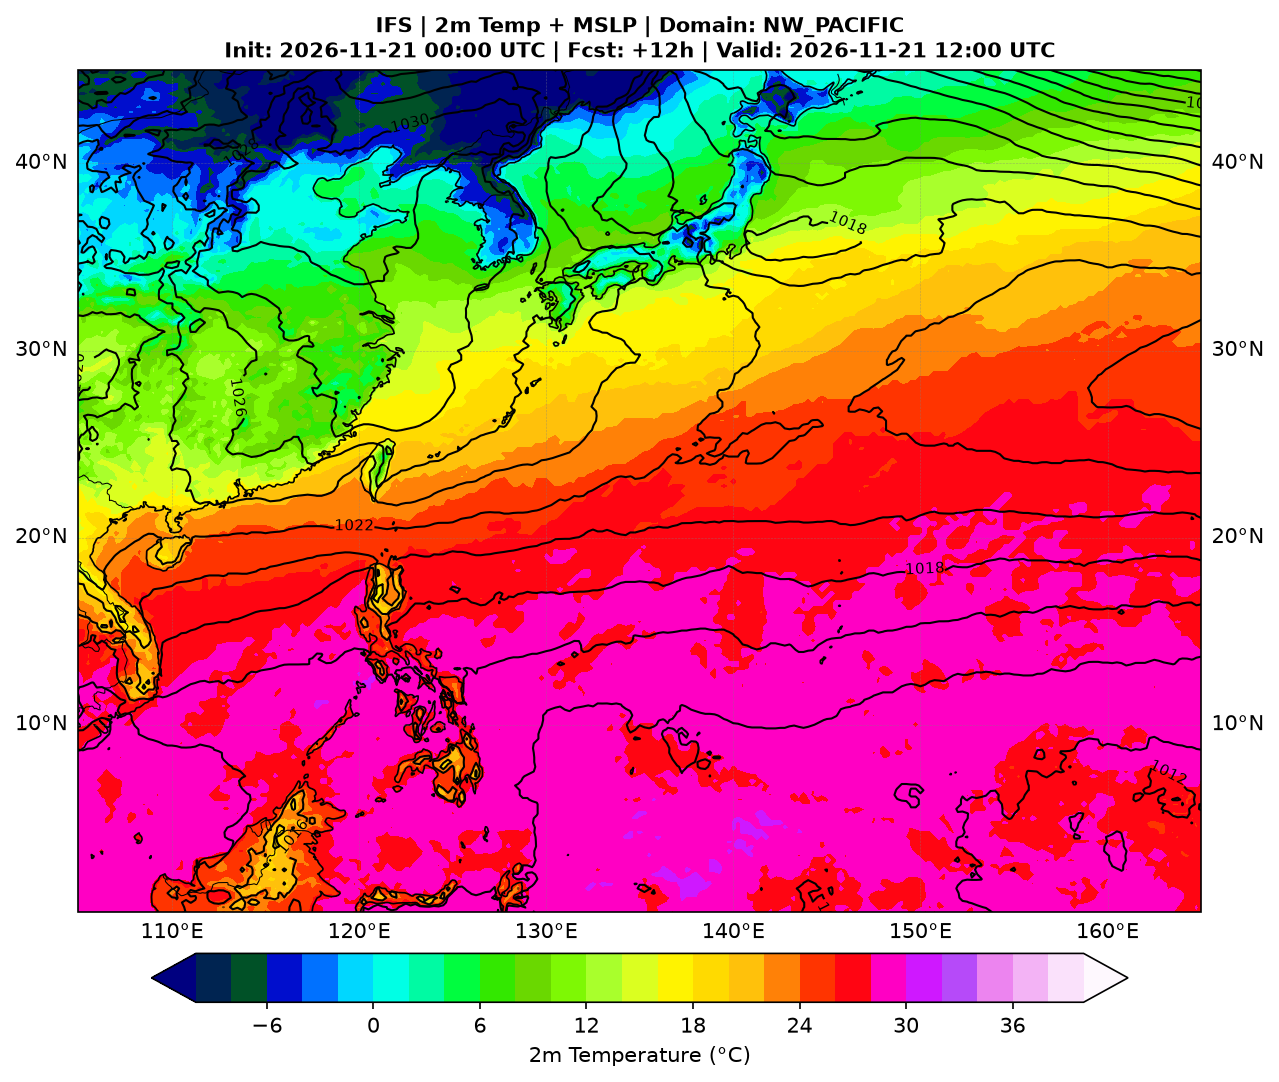 IFS | 2m Temp + MSLP | Domain: NW_PACIFIC
Init: 2026-11-21 00:00 UTC | Fcst: +12h | Valid: 2026-11-21 12:00 UTC
1030
1018
1026
1022
1018
1012
1016
40°N
30°N
20°N
10°N
40°N
30°N
20°N
10°N
110°E
120°E
130°E
140°E
150°E
160°E
−6
0
6
12
18
24
30
36
2m Temperature (°C)